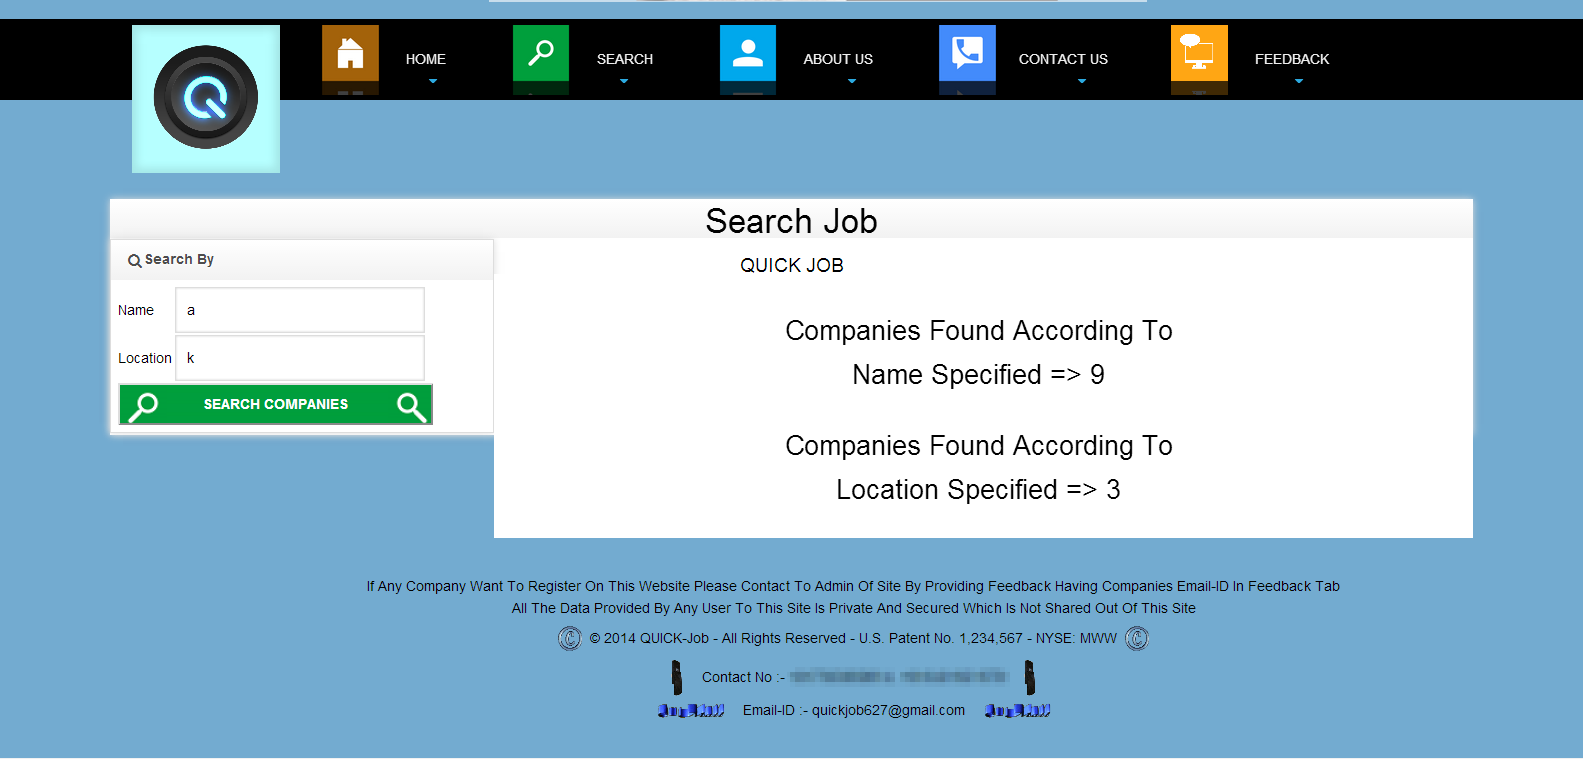 HOME
SEARCH
ABOUT US
CONTACT US
FEEDBACK
Search Job
Search By
QUICK JOB
Name a
Location k
SEARCH COMPANIES
Companies Found According To
Name Specified => 9
Companies Found According To
Location Specified => 3
If Any Company Want To Register On This Website Please Contact To Admin Of Site By Providing Feedback Having Companies Email-ID In Feedback Tab
All The Data Provided By Any User To This Site Is Private And Secured Which Is Not Shared Out Of This Site
© 2014 QUICK-Job - All Rights Reserved - U.S. Patent No. 1,234,567 - NYSE: MWW
Contact No :-
Email-ID :- quickjob627@gmail.com